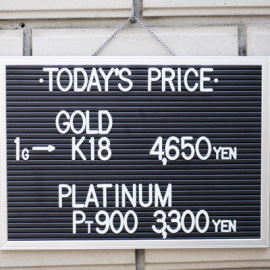 ·TODAY'S PRICE·
GOLD
1G→ K18 4,650YEN
PLATINUM
PT900 3,300YEN